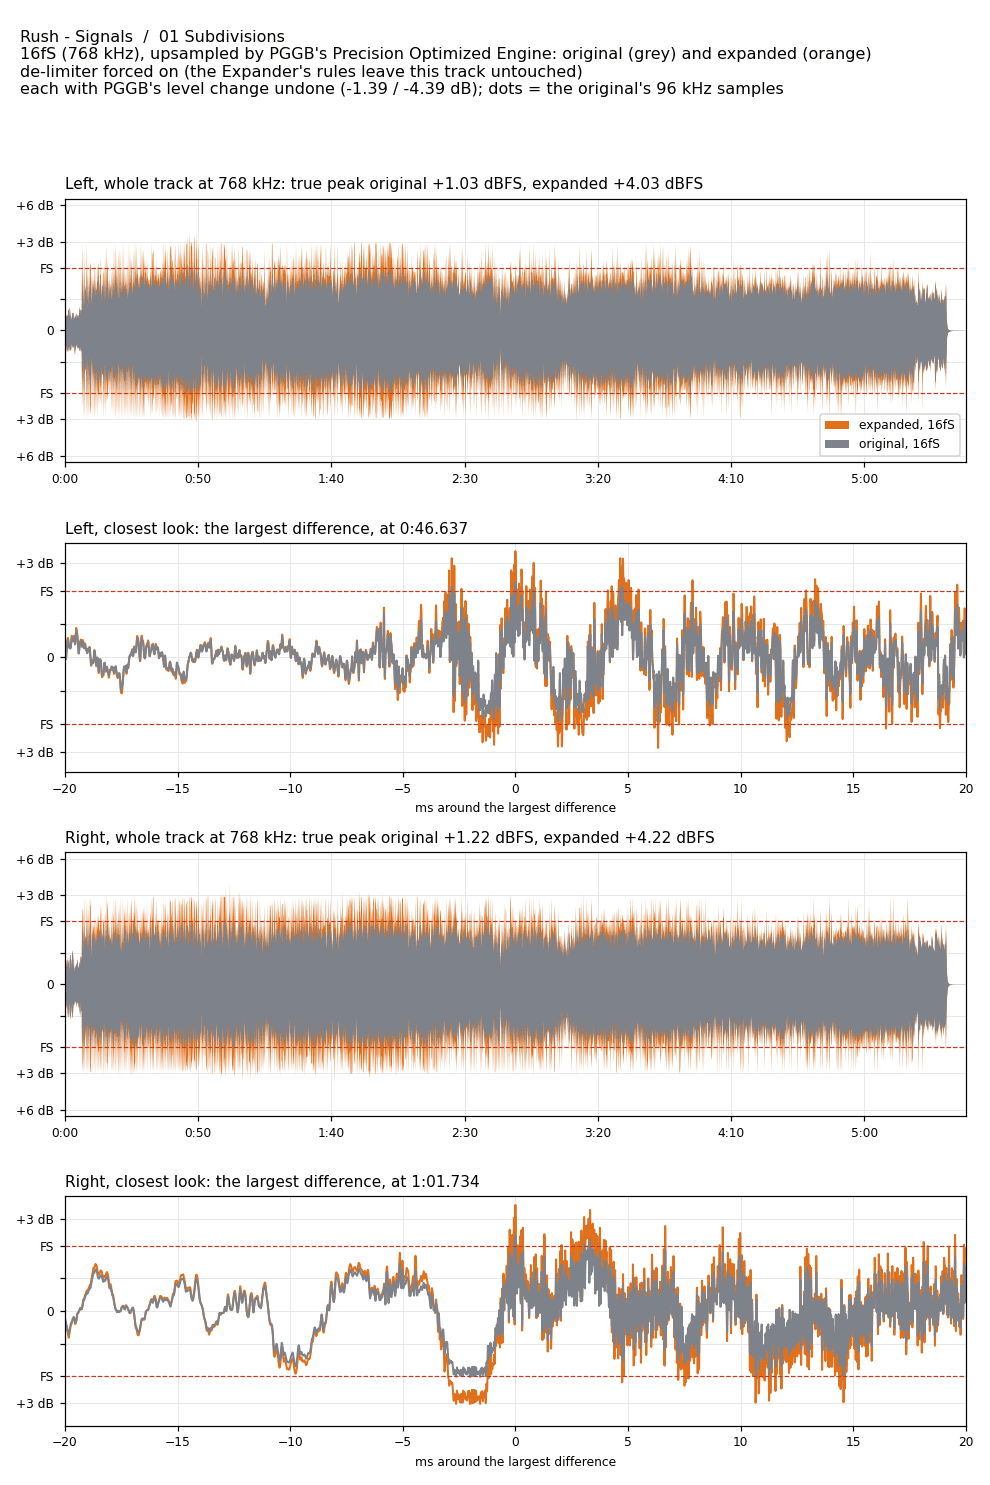 Rush - Signals  /  01 Subdivisions
16fS (768 kHz), upsampled by PGGB's Precision Optimized Engine: original (grey) and expanded (orange)
de-limiter forced on (the Expander's rules leave this track untouched)
each with PGGB's level change undone (-1.39 / -4.39 dB); dots = the original's 96 kHz samples
Left, whole track at 768 kHz: true peak original +1.03 dBFS, expanded +4.03 dBFS
+6 dB
+3 dB
FS
0
FS
+3 dB
+6 dB
expanded, 16fS
original, 16fS
0:00 0:50 1:40 2:30 3:20 4:10 5:00
Left, closest look: the largest difference, at 0:46.637
+3 dB
FS
0
FS
+3 dB
−20 −15 −10 −5 0 5 10 15 20
ms around the largest difference
Right, whole track at 768 kHz: true peak original +1.22 dBFS, expanded +4.22 dBFS
+6 dB
+3 dB
FS
0
FS
+3 dB
+6 dB
0:00 0:50 1:40 2:30 3:20 4:10 5:00
Right, closest look: the largest difference, at 1:01.734
+3 dB
FS
0
FS
+3 dB
−20 −15 −10 −5 0 5 10 15 20
ms around the largest difference